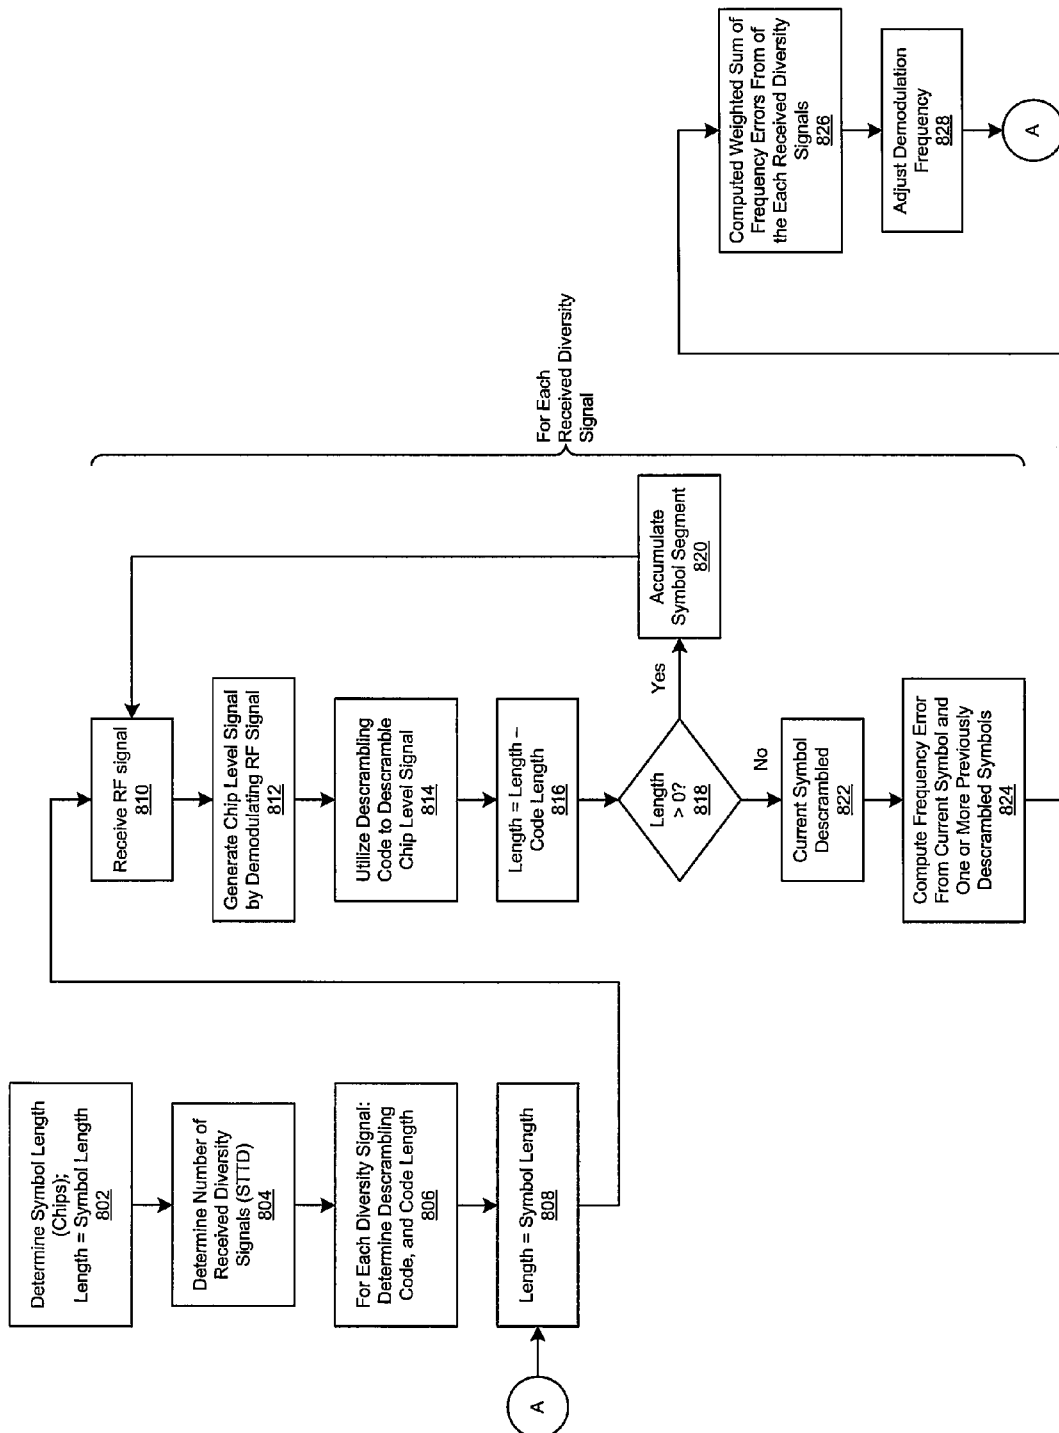 Determine Symbol Length
(Chips);
Length = Symbol Length
802
Determine Number of
Received Diversity
Signals (STTD)
804
For Each Diversity Signal:
Determine Descrambling
Code, and Code Length
806
A
Length = Symbol Length
808
Receive RF signal
810
Generate Chip Level Signal
by Demodulating RF Signal
812
Utilize Descrambling
Code to Descramble
Chip Level Signal
814
Length = Length –
Code Length
816
Length
> 0?
818
Yes
Accumulate
Symbol Segment
820
No
Current Symbol
Descrambled
822
Compute Frequency Error
From Current Symbol and
One or More Previously
Descrambled Symbols
824
For Each
Received Diversity
Signal
Computed Weighted Sum of
Frequency Errors From of
the Each Received Diversity
Signals
826
Adjust Demodulation
Frequency
828
A